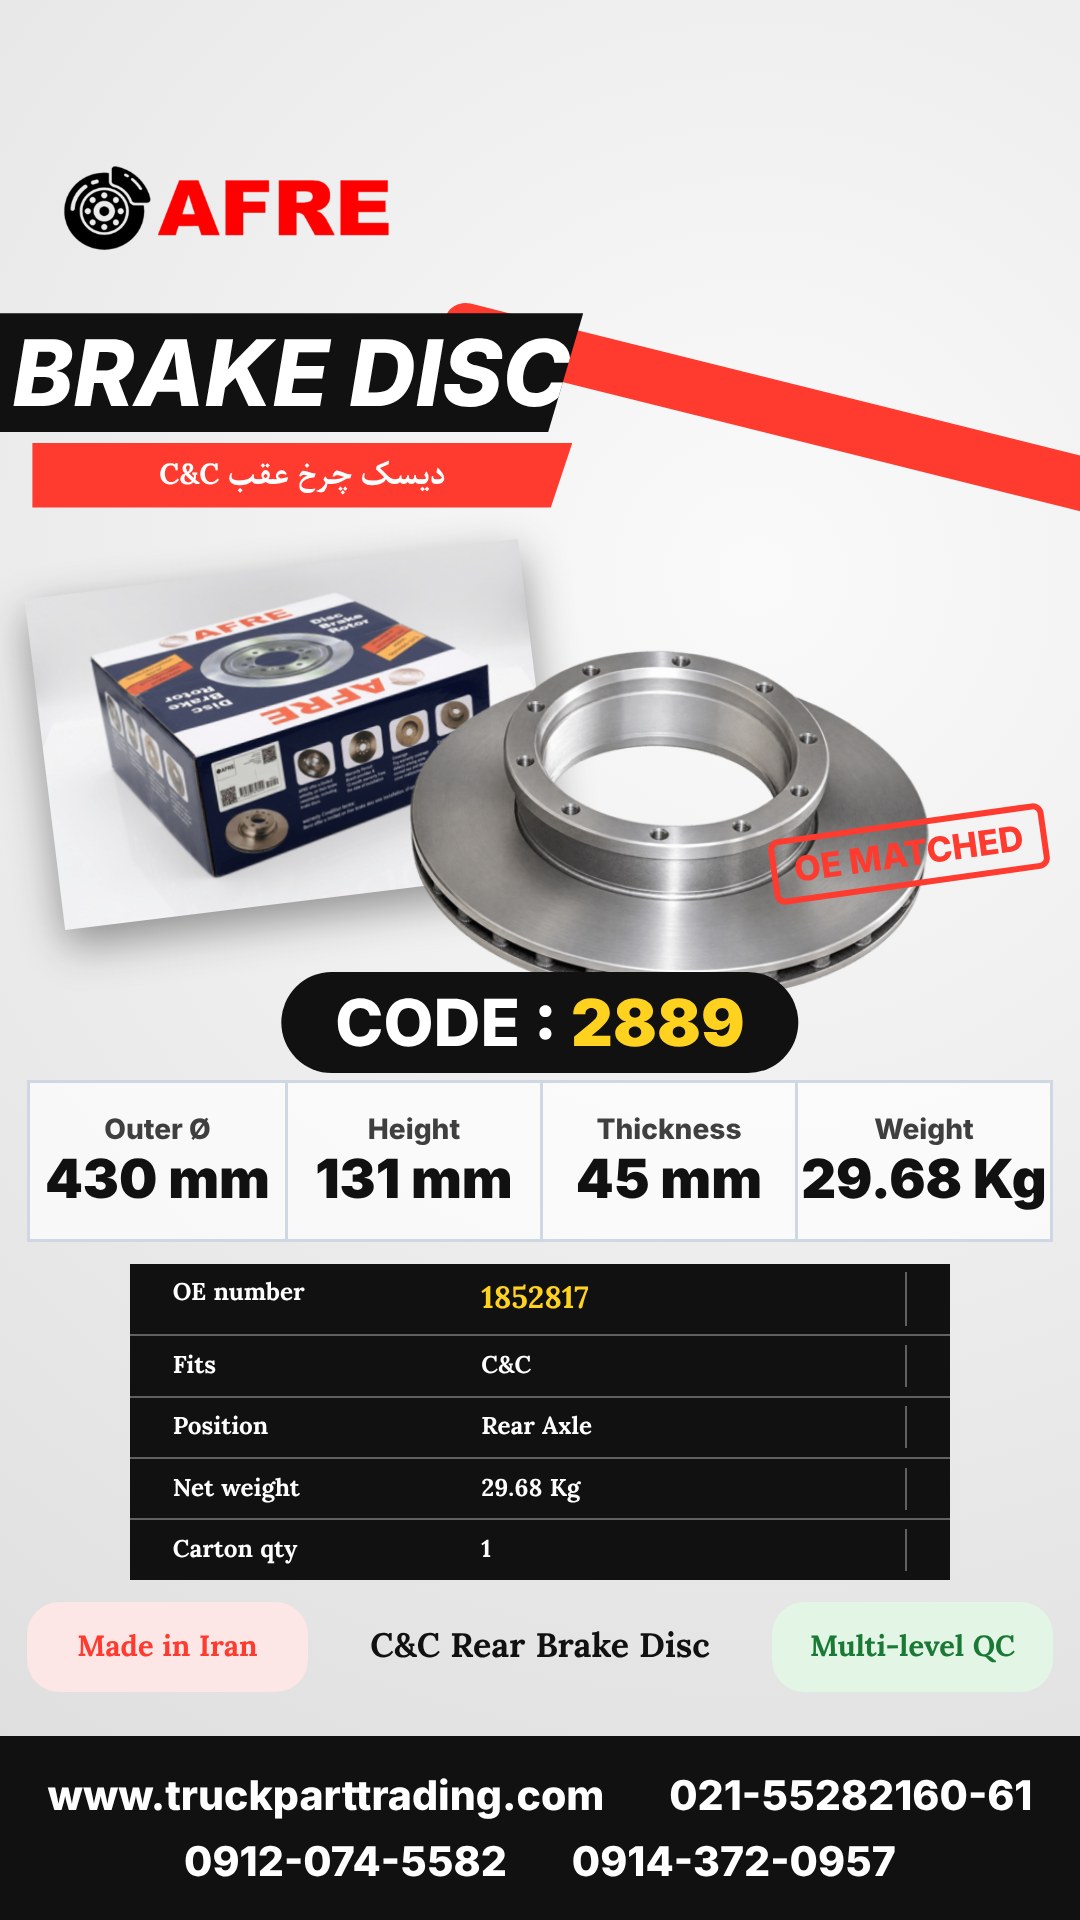 AFRE
BRAKE DISC
دیسک چرخ عقب C&C
AFRE
Disc
Brake
Rotor
AFRE
Disc
Brake
Rotor
OE MATCHED
CODE : 2889
Outer Ø Height Thickness Weight
430 mm 131 mm 45 mm 29.68 Kg
OE number 1852817
Fits C&C
Position Rear Axle
Net weight 29.68 Kg
Carton qty 1
Made in Iran C&C Rear Brake Disc Multi-level QC
www.truckparttrading.com 021-55282160-61
0912-074-5582 0914-372-0957